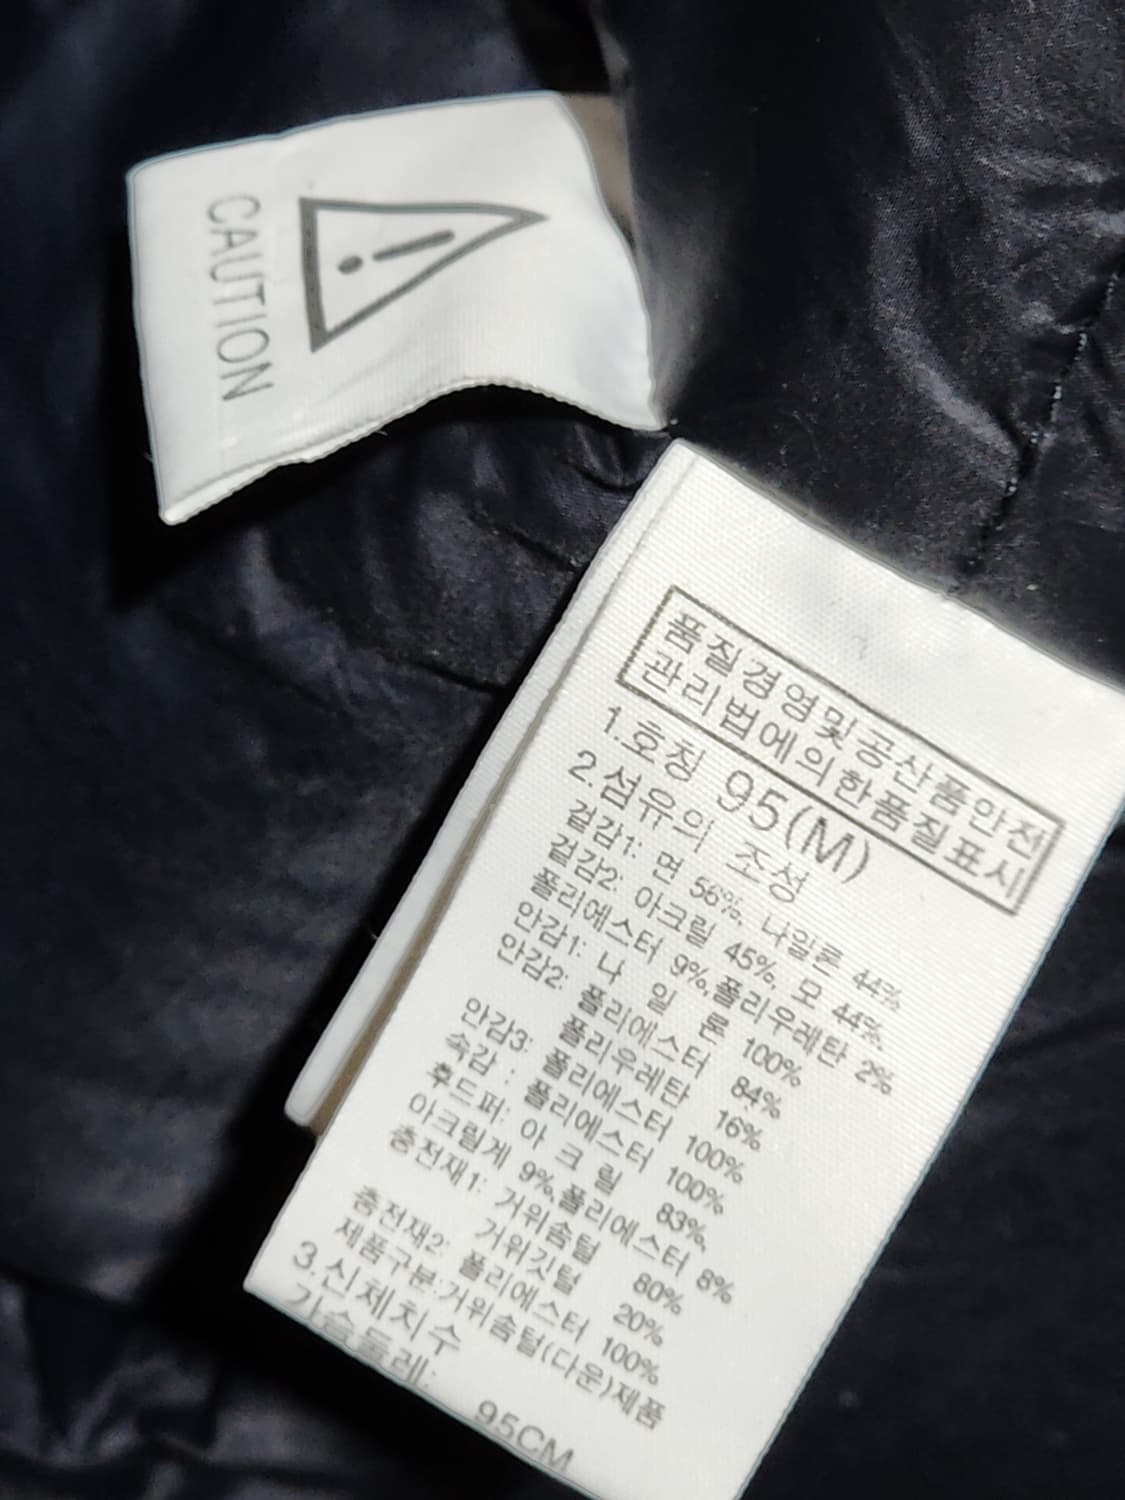 CAUTION
품질경영및공산품안전
관리법에의한품질표시
1.호칭 95(M)
2.섬유의 조성
겉감1: 면 56%, 나일론 44%
겉감2: 아크릴 45%, 모 44%,
폴리에스터 9%,폴리우레탄 2%
안감1: 나 일 론 100%
안감2: 폴리에스터 84%
폴리우레탄 16%
안감3: 폴리에스터 100%
속감 : 폴리에스터 100%
후드퍼: 아 크 릴 83%,
아크릴계 9%,폴리에스터 8%
충전재1: 거위솜털 80%
거위깃털 20%
충전재2: 폴리에스터 100%
제품구분:거위솜털(다운)제품
3.신체치수
가슴둘레: 95CM